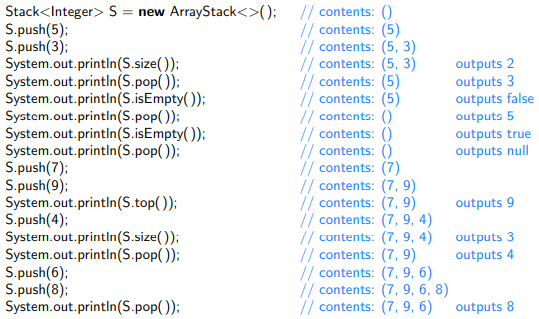 Stack<Integer> S = new ArrayStack<>(); // contents: ()
S.push(5); // contents: (5)
S.push(3); // contents: (5, 3)
System.out.println(S.size()); // contents: (5, 3) outputs 2
System.out.println(S.pop()); // contents: (5) outputs 3
System.out.println(S.isEmpty()); // contents: (5) outputs false
System.out.println(S.pop()); // contents: () outputs 5
System.out.println(S.isEmpty()); // contents: () outputs true
System.out.println(S.pop()); // contents: () outputs null
S.push(7); // contents: (7)
S.push(9); // contents: (7, 9)
System.out.println(S.top()); // contents: (7, 9) outputs 9
S.push(4); // contents: (7, 9, 4)
System.out.println(S.size()); // contents: (7, 9, 4) outputs 3
System.out.println(S.pop()); // contents: (7, 9) outputs 4
S.push(6); // contents: (7, 9, 6)
S.push(8); // contents: (7, 9, 6, 8)
System.out.println(S.pop()); // contents: (7, 9, 6) outputs 8